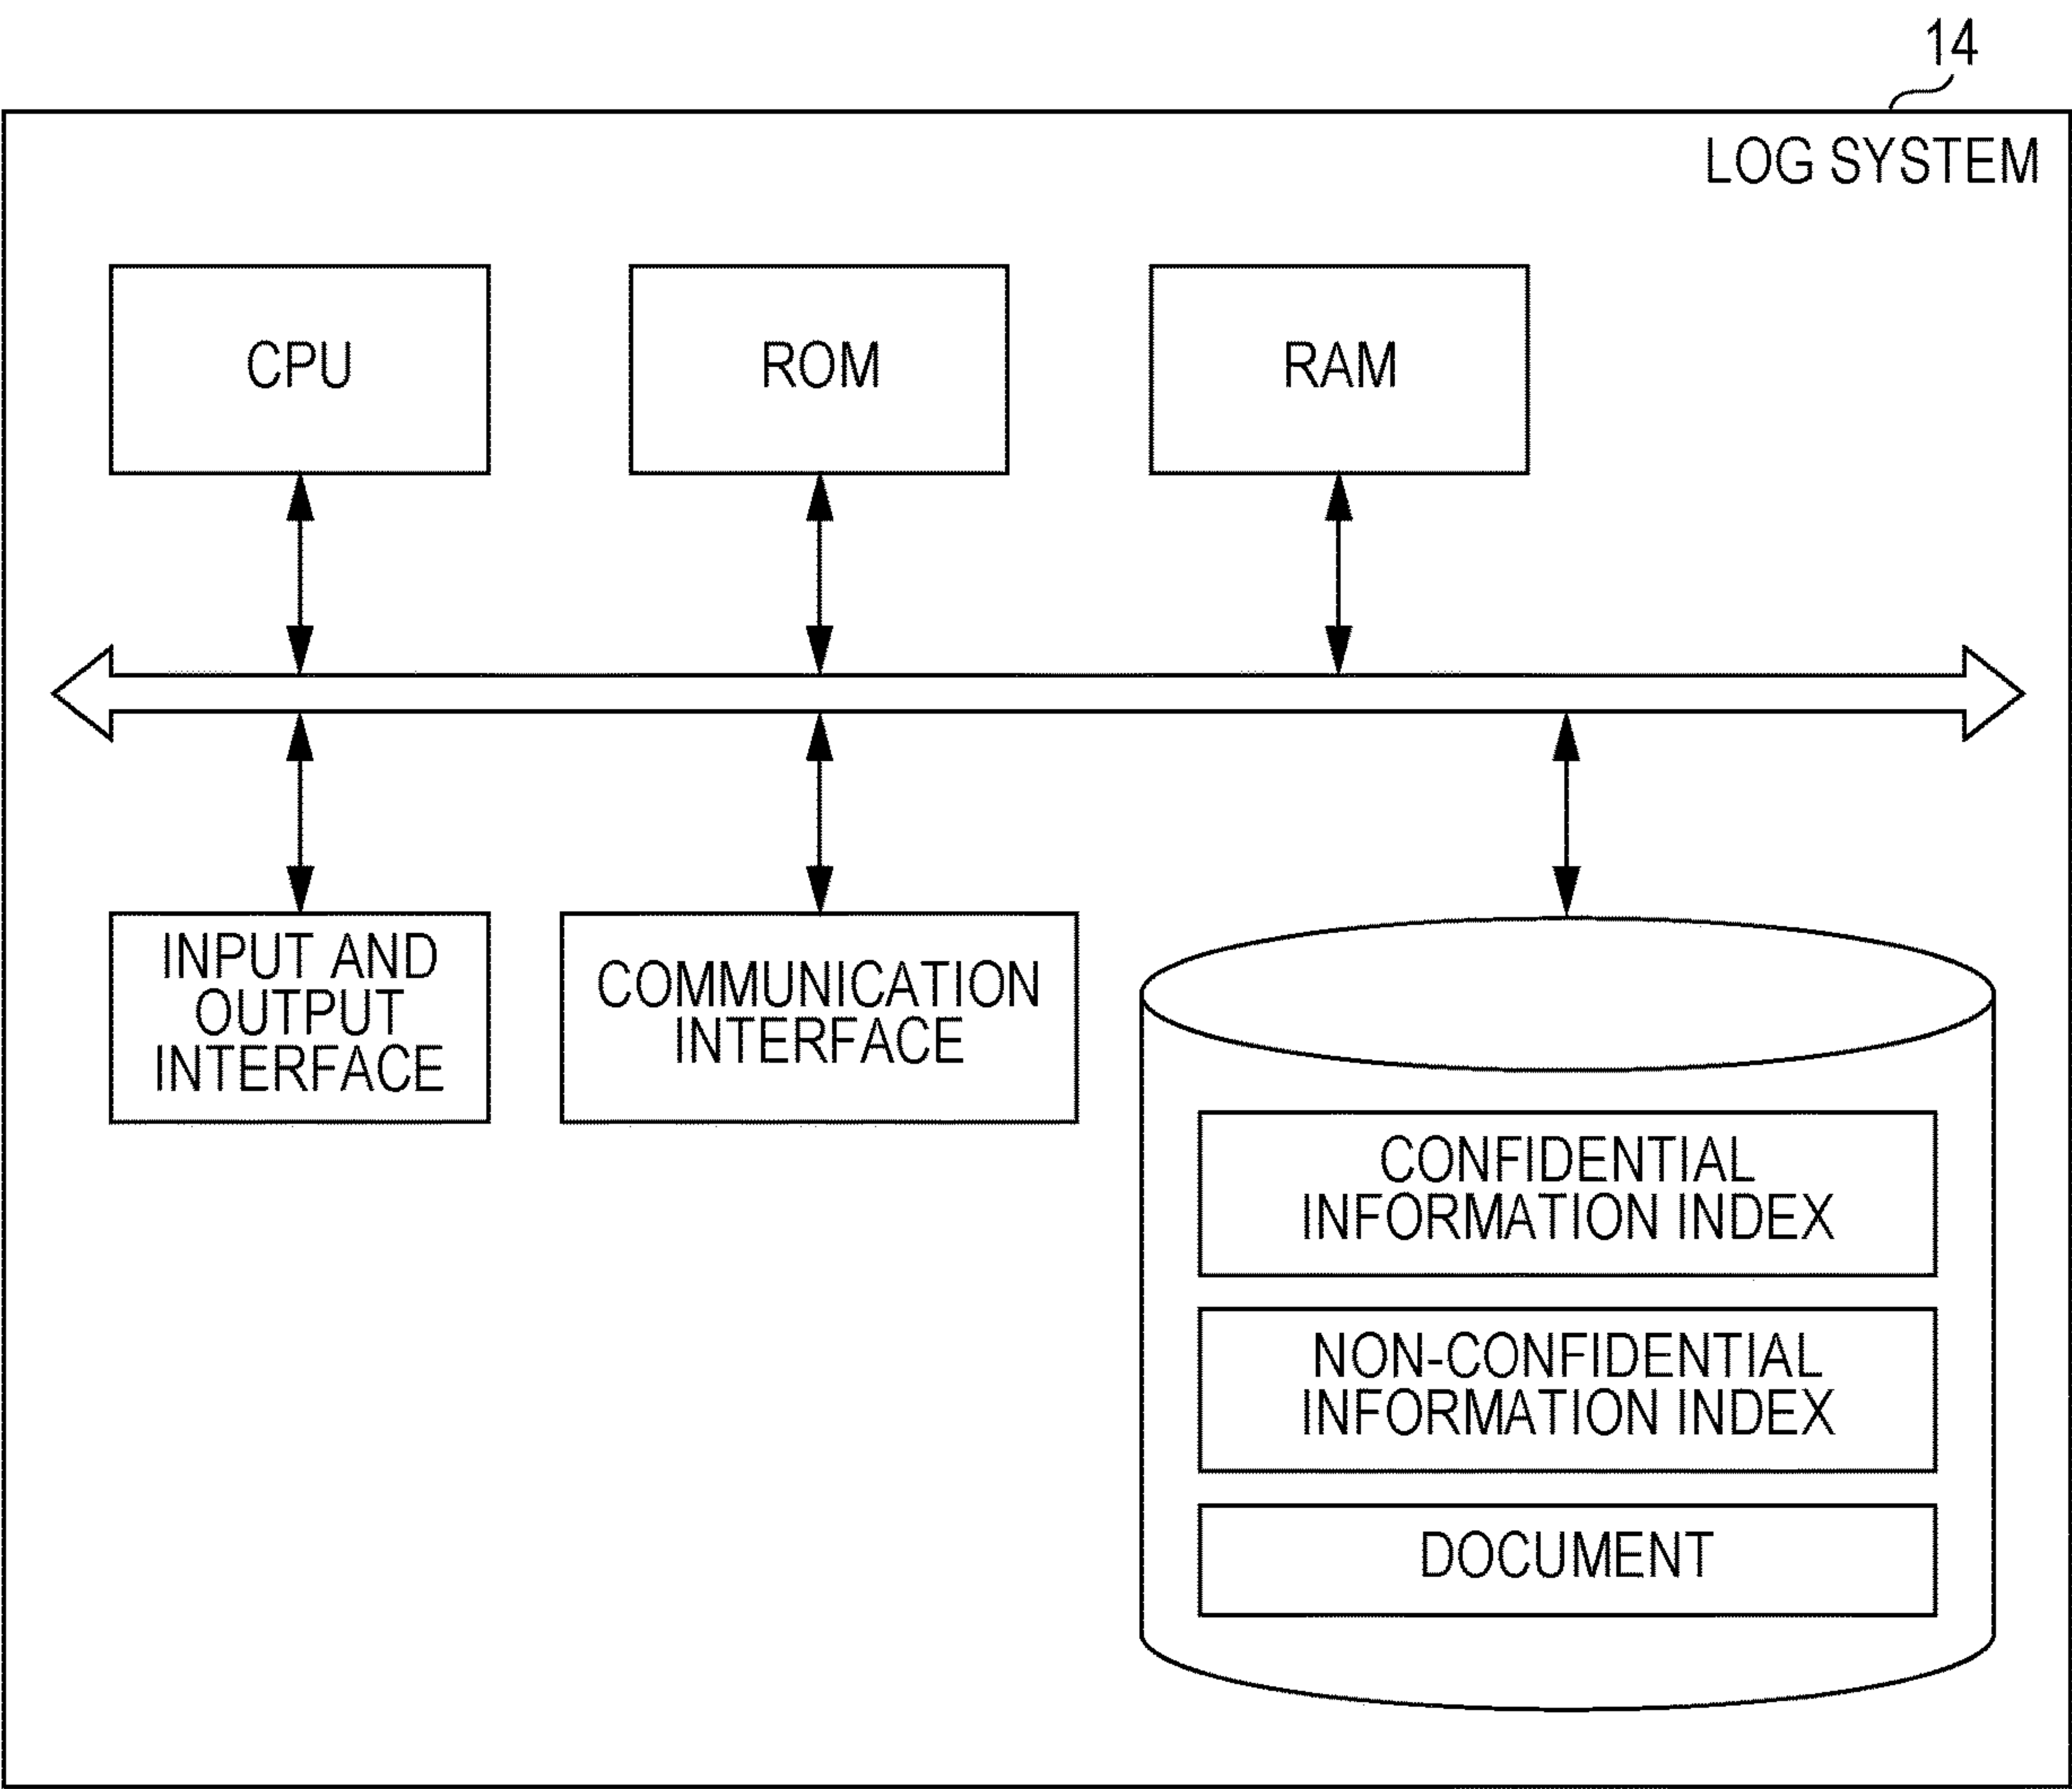 14
LOG SYSTEM
CPU
ROM
RAM
INPUT AND
OUTPUT
INTERFACE
COMMUNICATION
INTERFACE
CONFIDENTIAL
INFORMATION INDEX
NON-CONFIDENTIAL
INFORMATION INDEX
DOCUMENT